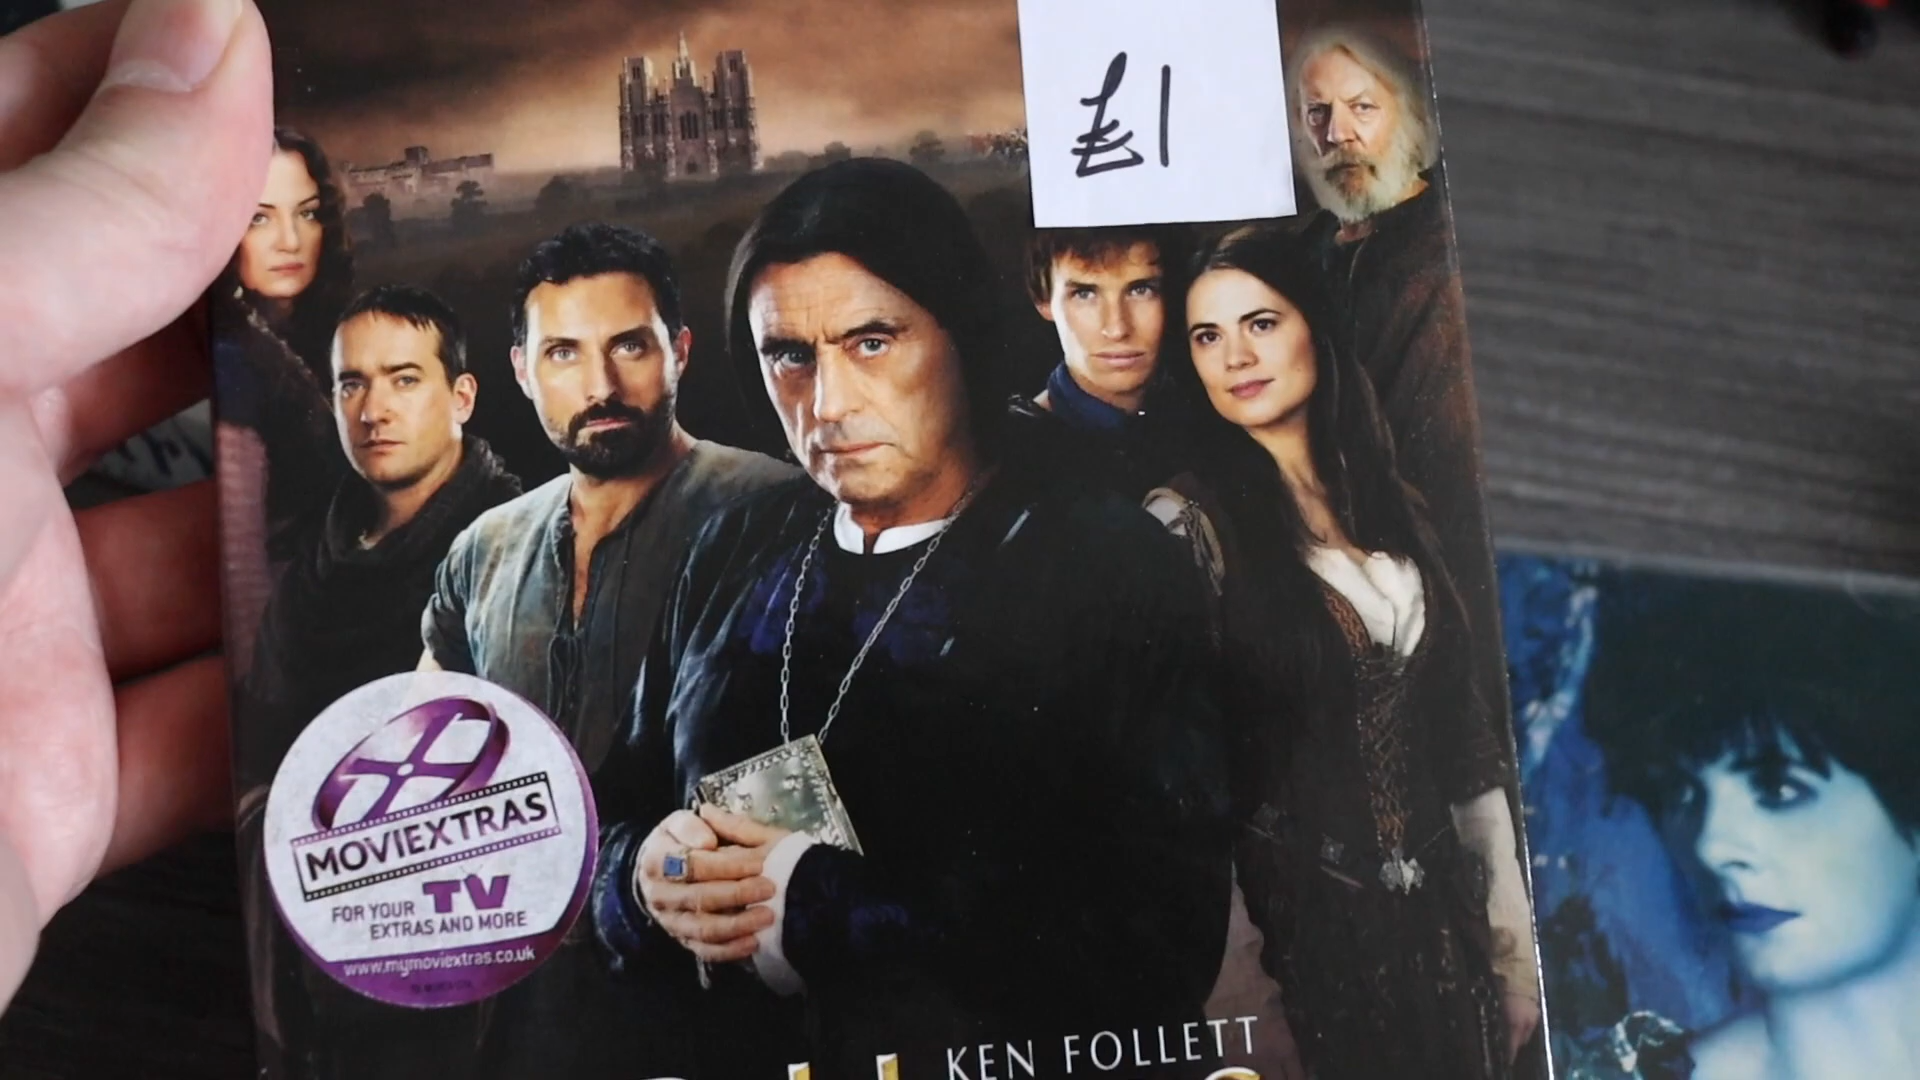 £1
MOVIEXTRAS
FOR YOUR TV
EXTRAS AND MORE
www.mymoviextras.co.uk
KEN FOLLETT